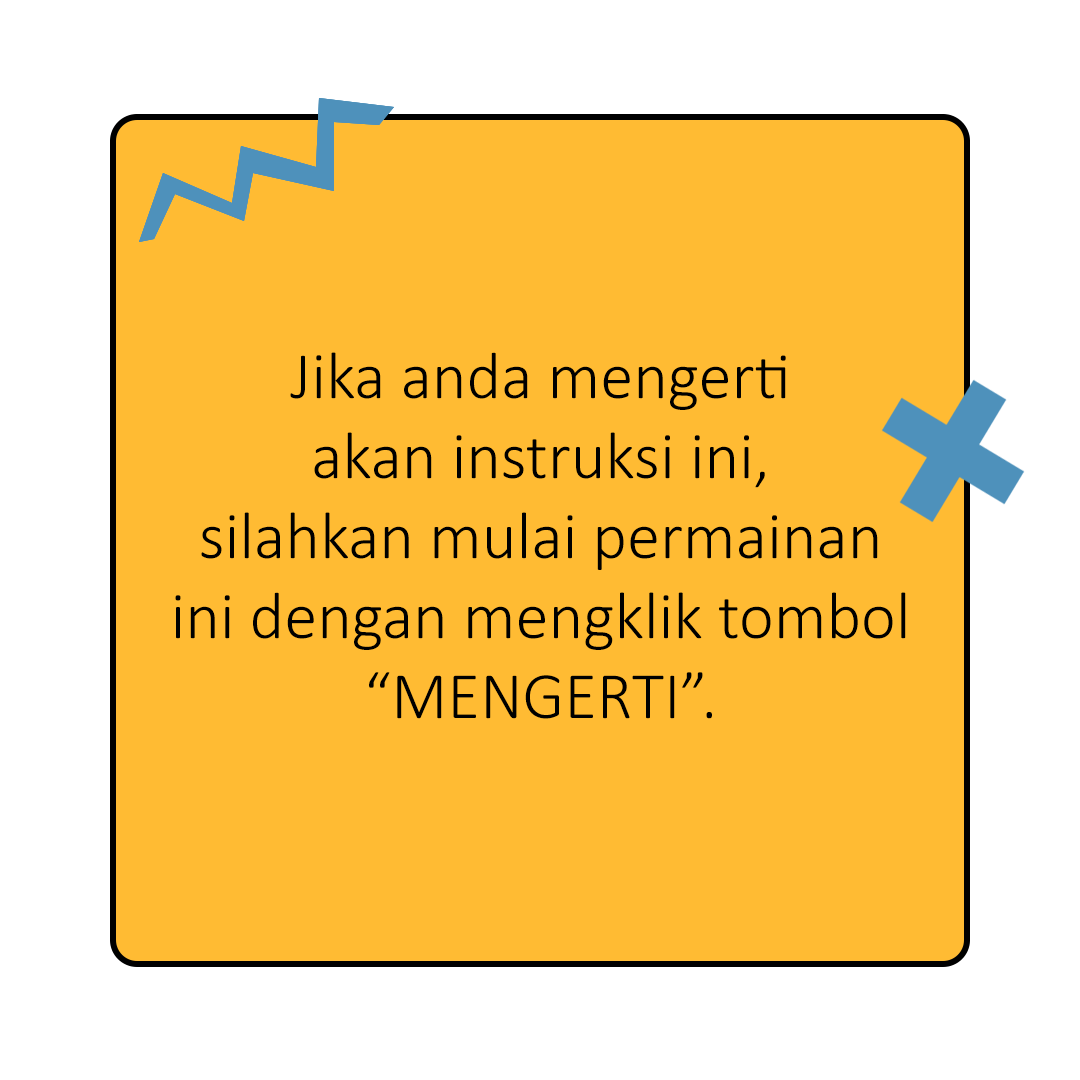 Jika anda mengerti
akan instruksi ini,
silahkan mulai permainan
ini dengan mengklik tombol
“MENGERTI”.